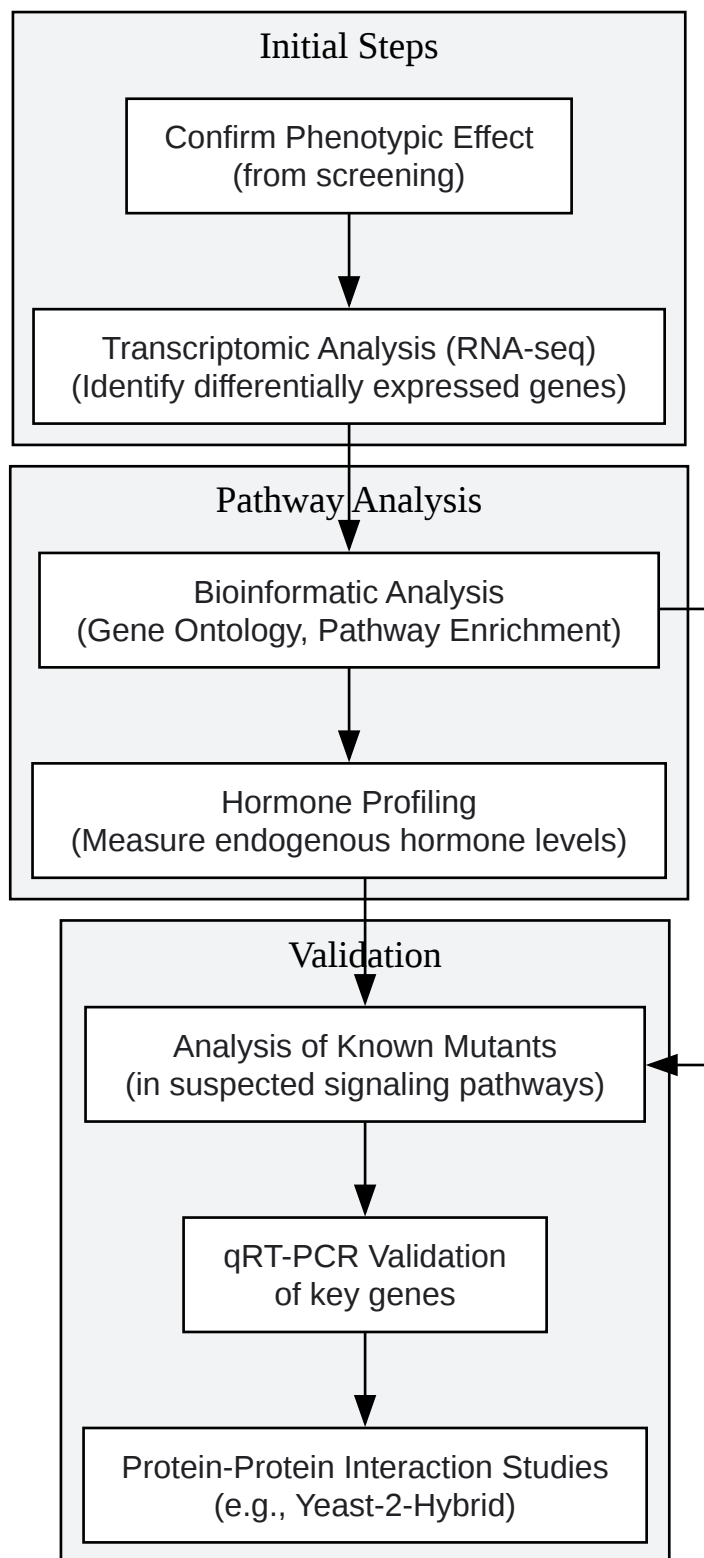 Initial Steps
Confirm Phenotypic Effect
(from screening)
Transcriptomic Analysis (RNA-seq)
(Identify differentially expressed genes)
Pathway Analysis
Bioinformatic Analysis
(Gene Ontology, Pathway Enrichment)
Hormone Profiling
(Measure endogenous hormone levels)
Validation
Analysis of Known Mutants
(in suspected signaling pathways)
qRT-PCR Validation
of key genes
Protein-Protein Interaction Studies
(e.g., Yeast-2-Hybrid)